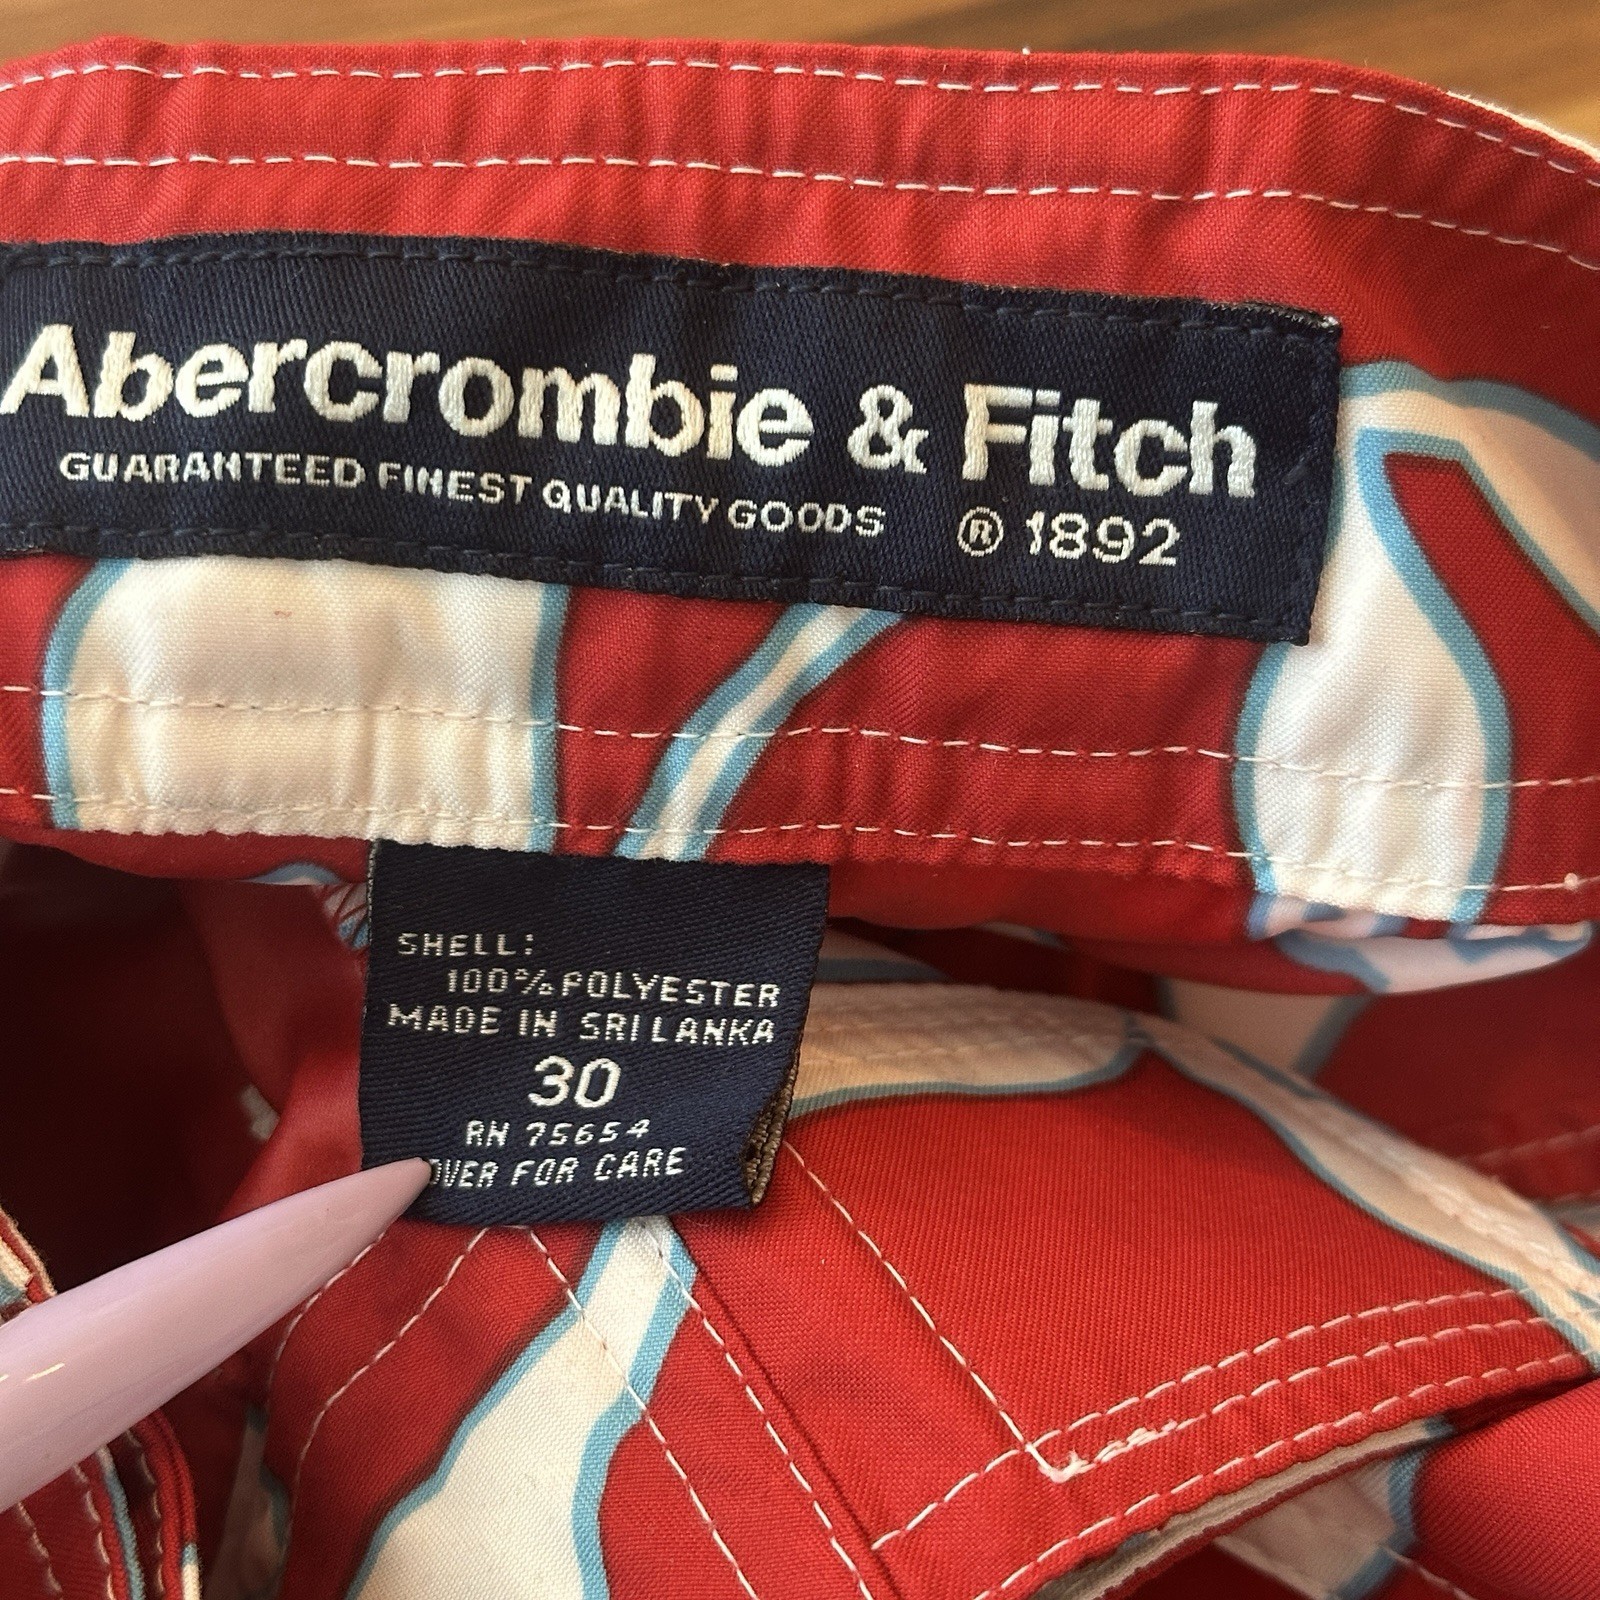 Abercrombie & Fitch
GUARANTEED FINEST QUALITY GOODS ® 1892
SHELL:
100% POLYESTER
MADE IN SRI LANKA
30
RN 75654
OVER FOR CARE